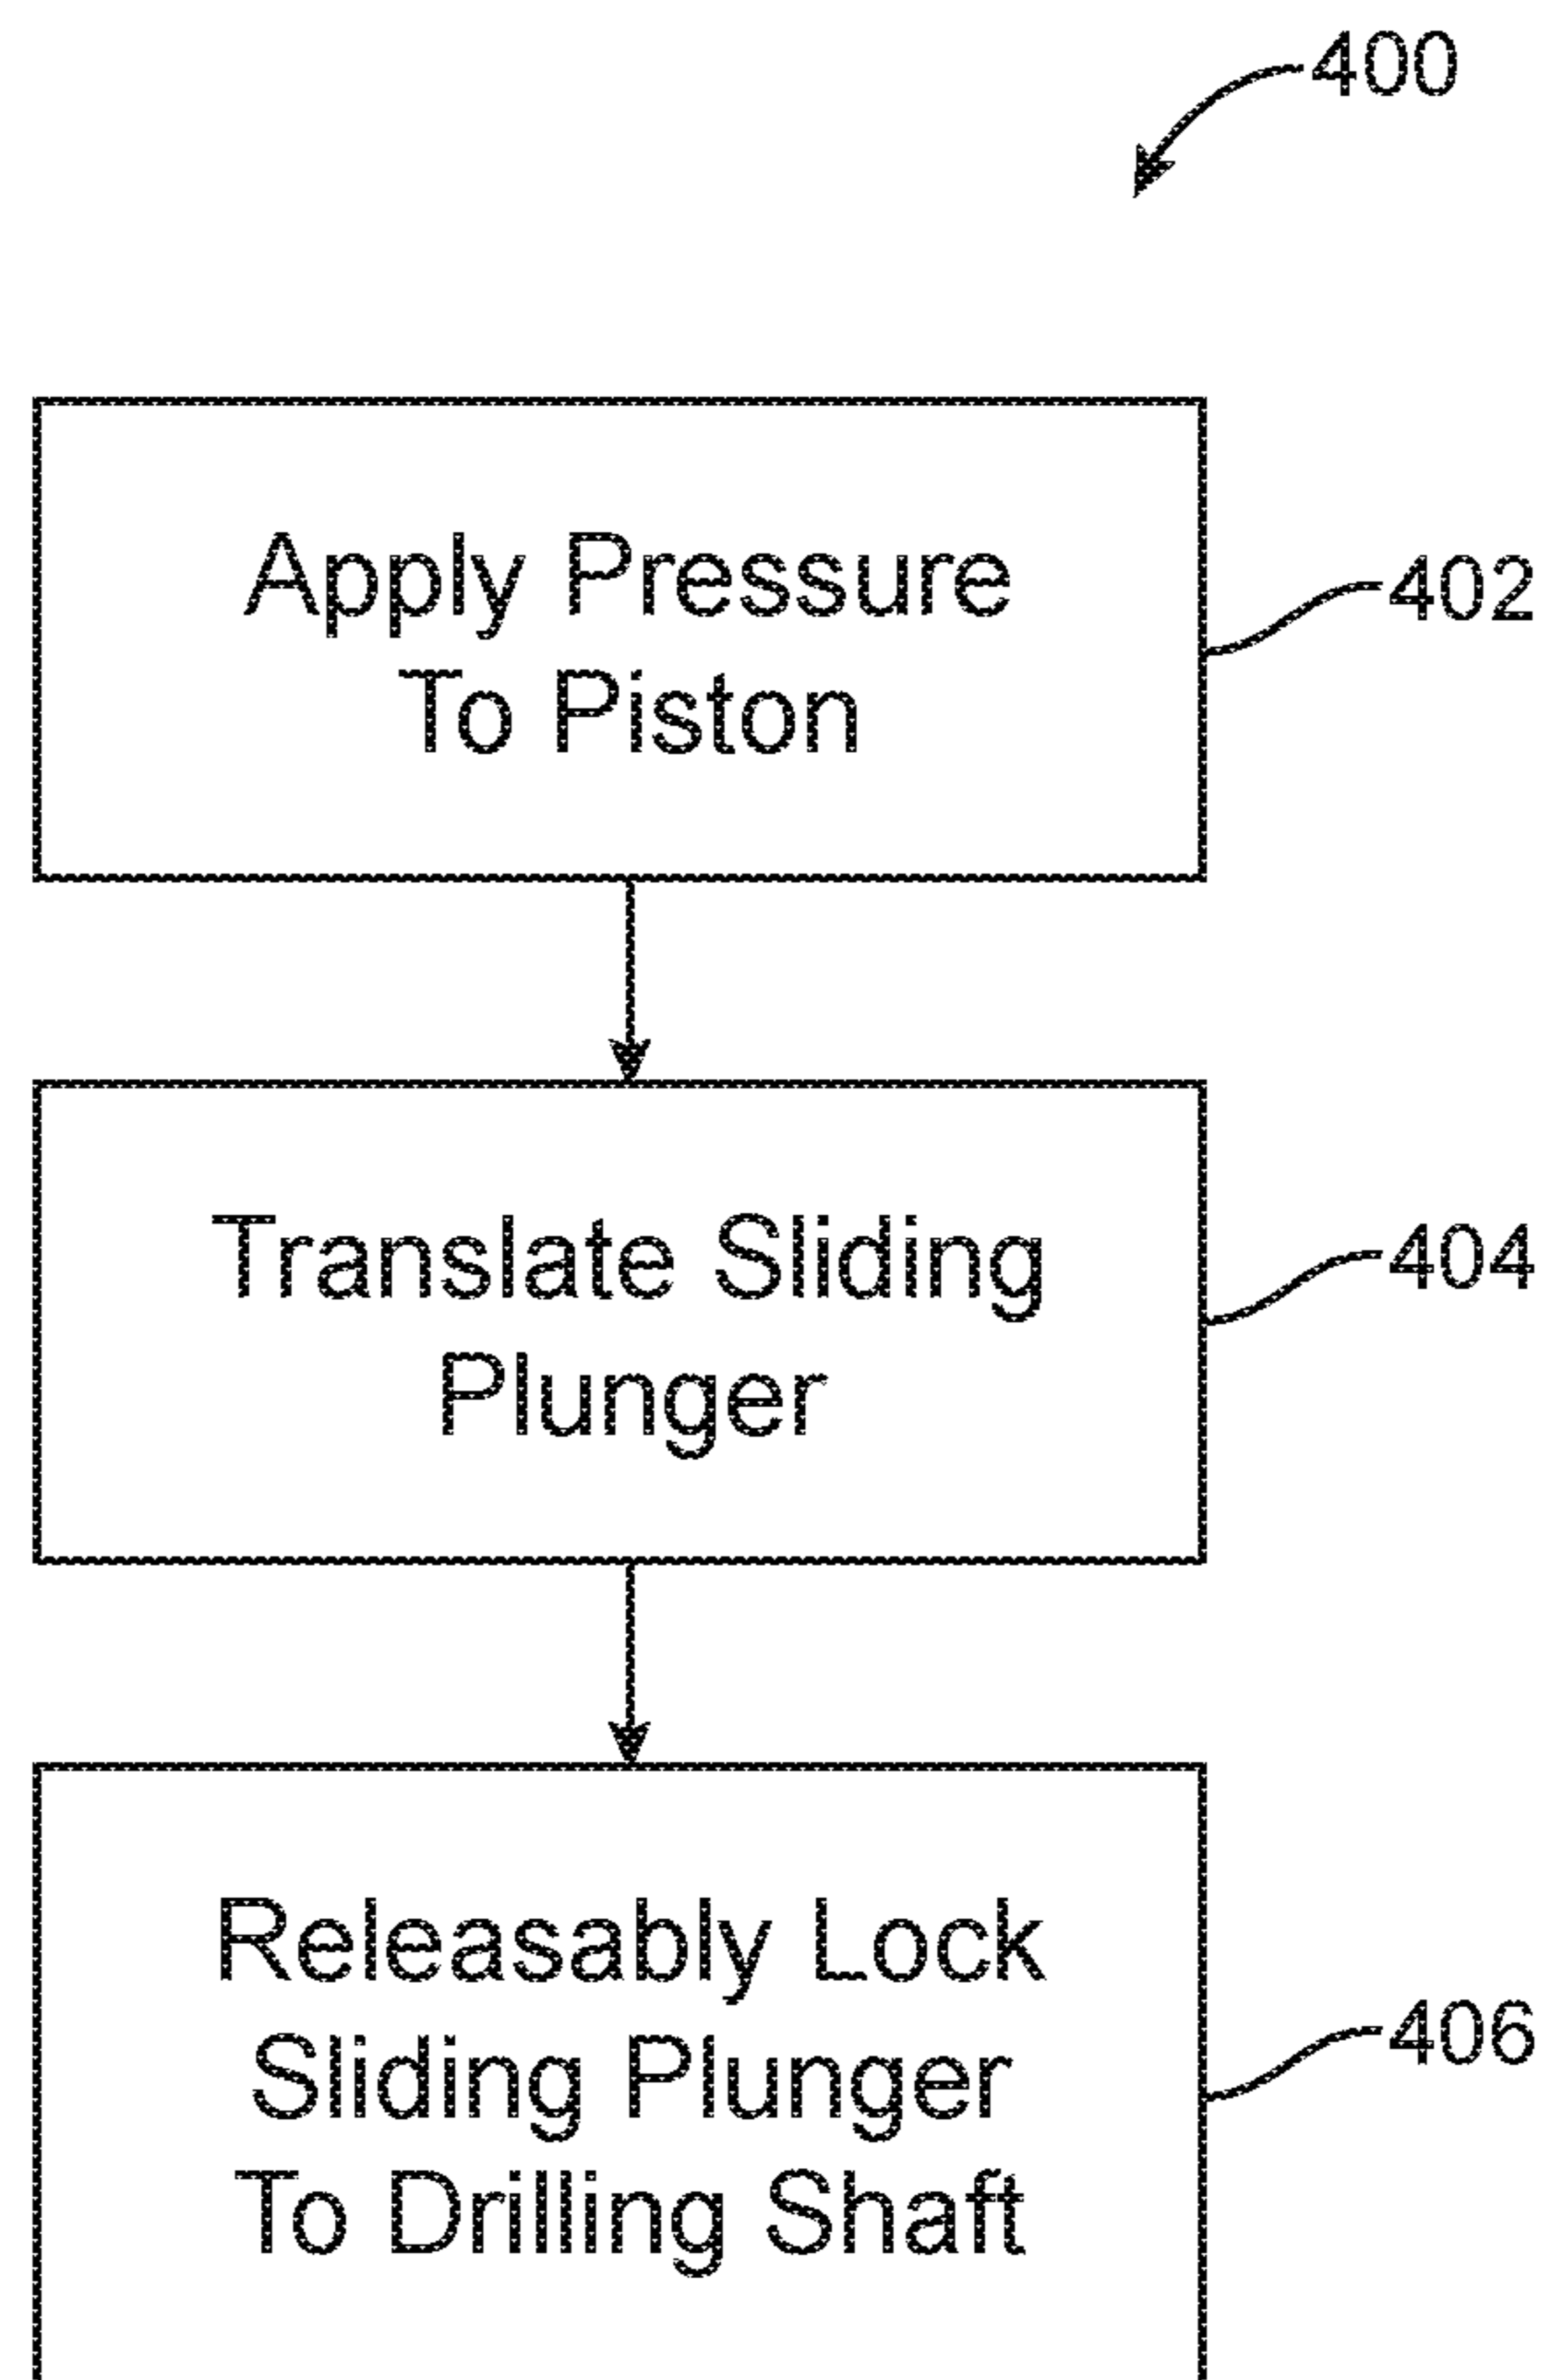 400
Apply Pressure
To Piston
402
Translate Sliding
Plunger
404
Releasably Lock
Sliding Plunger
To Drilling Shaft
406